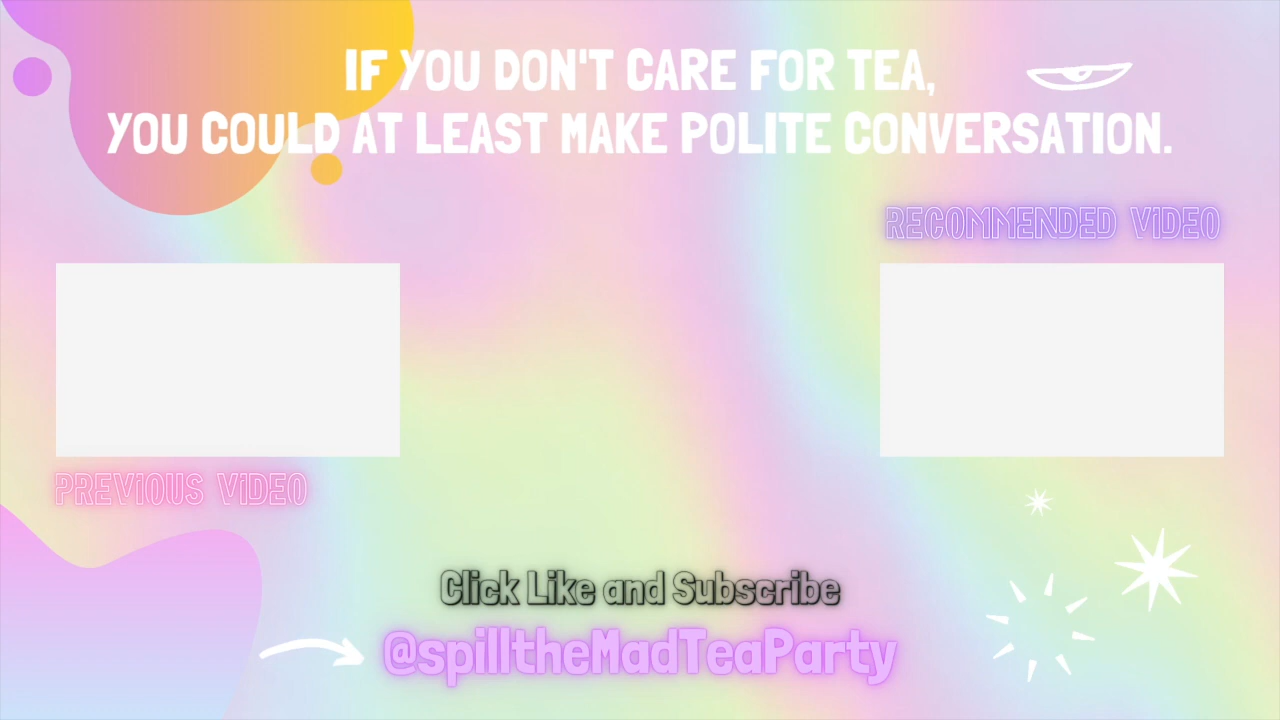 IF YOU DON'T CARE FOR TEA,
YOU COULD AT LEAST MAKE POLITE CONVERSATION.
RECOMMENDED VIDEO
PREVIOUS VIDEO
Click Like and Subscribe
@spilltheMadTeaParty